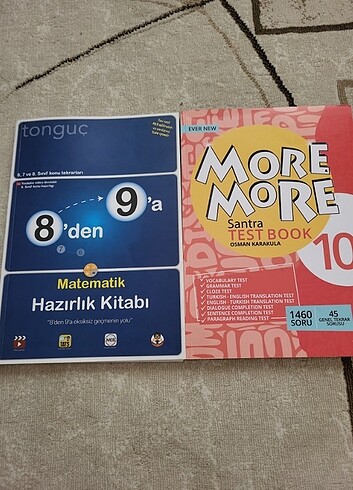 tonguç
6, 7 ve 8. Sınıf konu tekrarları
8'den
9'a
7
8
Matematik
Hazırlık Kitabı
"8'den 9'a eksiksiz geçmenin yolu"
EVER NEW
MORE
MORE
Santra
TEST BOOK
OSMAN KARAKULA
10
VOCABULARY TEST
GRAMMAR TEST
CLOZE TEST
TURKISH - ENGLISH TRANSLATION TEST
ENGLISH - TURKISH TRANSLATION TEST
DIALOGUE COMPLETION TEST
SENTENCE COMPLETION TEST
PARAGRAPH READING TEST
1460
SORU
45
GENEL TEKRAR
SORUSU